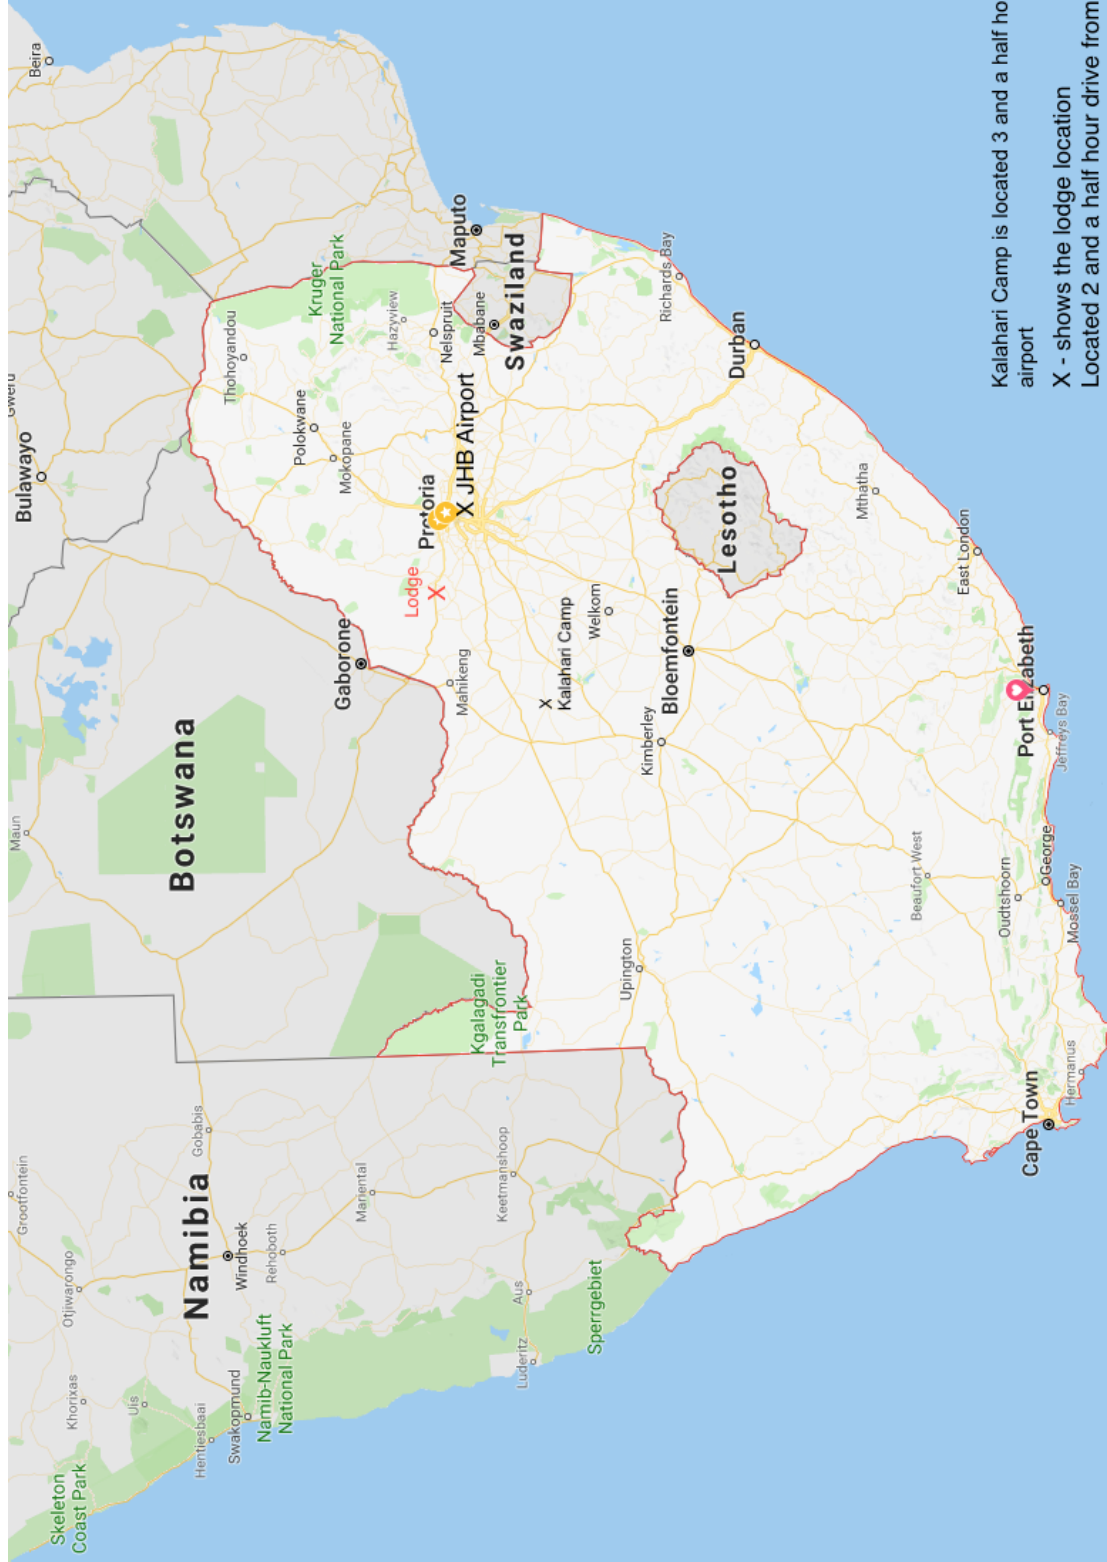 Grootfontein
Maun
Gweru
Bulawayo
Beira
Skeleton
Coast Park
Khorixas
Otjiwarongo
Uis
Hentiesbaai
Namibia
Gobabis
Botswana
Swakopmund
Windhoek
Rehoboth
Namib-Naukluft
National Park
Thohoyandou
Polokwane
Mokopane
Kruger
National Park
Gaborone
Mariental
Hazyview
Lodge
X
Pretoria
X JHB Airport
Nelspruit
Maputo
Mahikeng
Mbabane
Swaziland
Kgalagadi
Transfrontier
Park
Keetmanshoop
Aus
Luderitz
X
Kalahari Camp
Sperrgebiet
Welkom
Upington
Kimberley
Bloemfontein
Richards Bay
Lesotho
Durban
Mthatha
Beaufort West
East London
Oudtshoorn
Port Elizabeth
Cape Town
George
Jeffreys Bay
Hermanus
Mossel Bay
Kalahari Camp is located 3 and a half ho
airport
X - shows the lodge location
Located 2 and a half hour drive from